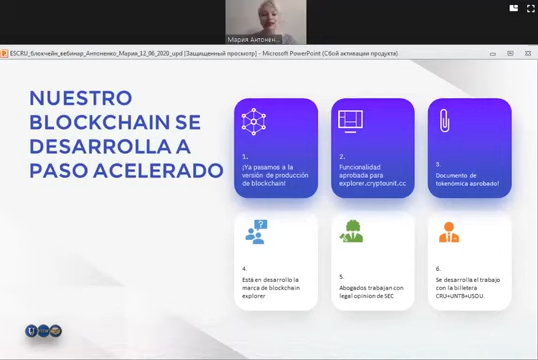 Мария Антонен...
ESCRU_блокчейн_вебинар_Антоненко_Мария_12_06_2020_upd [Защищенный просмотр] - Microsoft PowerPoint (Сбой активации продукта)
NUESTRO
BLOCKCHAIN SE
DESARROLLA A
PASO ACELERADO
1.
¡Ya pasamos a la
versión de producción
de blockchain!
2.
Funcionalidad
aprobada para
explorer.cryptounit.cc
3.
Documento de
tokenómica aprobado!
4.
Está en desarrollo la
marca de blockchain
explorer
5.
Abogados trabajan con
legal opinion de SEC
6.
Se desarrolla el trabajo
con la billetera
CRU+UNTB+USDU